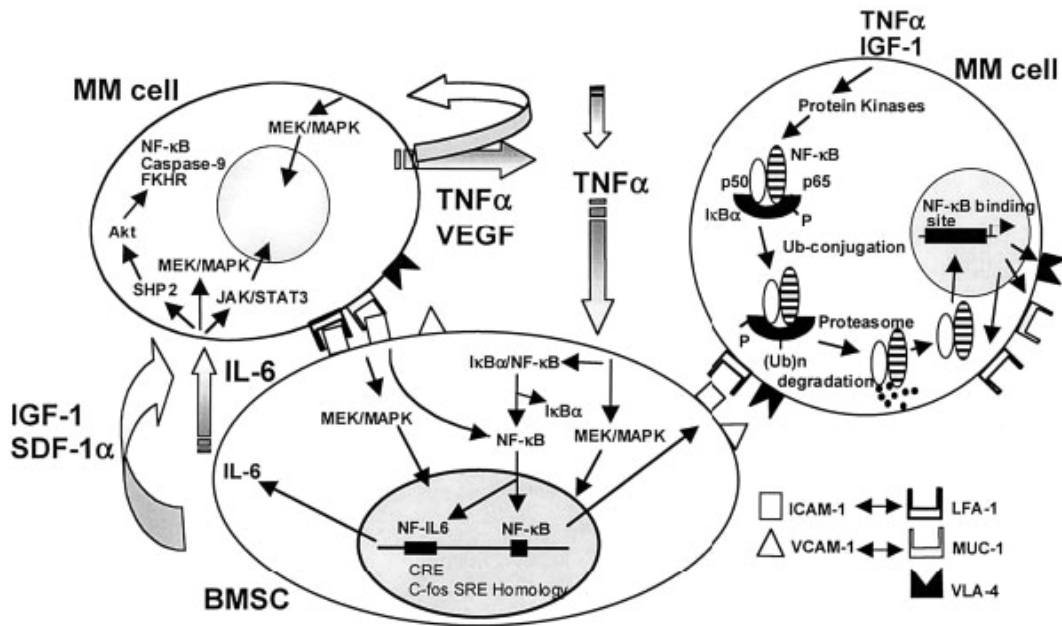 MM cell
MEK/MAPK
NF-κB
Caspase-9
FKHR
Akt
MEK/MAPK
SHP2
JAK/STAT3
TNFα
VEGF
IL-6
IGF-1
SDF-1α
TNFα
TNFα
IGF-1
MM cell
Protein Kinases
NF-κB
p50
p65
IκBα
P
NF-κB binding
site
Ub-conjugation
Proteasome
P
(Ub)n
degradation
IκBα/NF-κB
IκBα
MEK/MAPK
NF-κB
MEK/MAPK
IL-6
NF-IL6
NF-κB
CRE
C-fos SRE Homology
BMSC
ICAM-1
LFA-1
VCAM-1
MUC-1
VLA-4